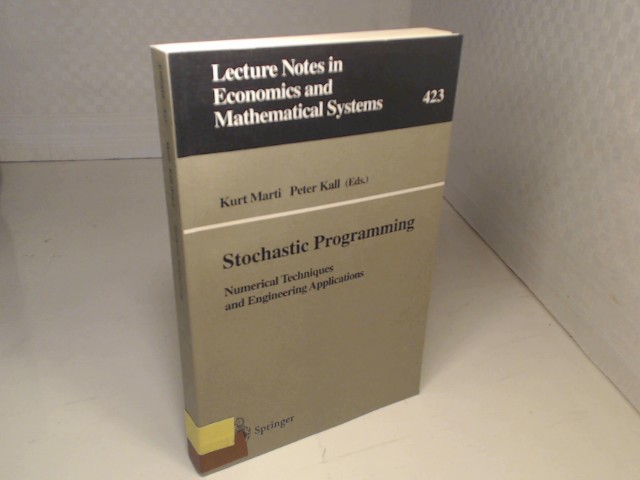 Lecture Notes in
Economics and
Mathematical Systems
423
Kurt Marti Peter Kall (Eds.)
Stochastic Programming
Numerical Techniques
and Engineering Applications
Springer